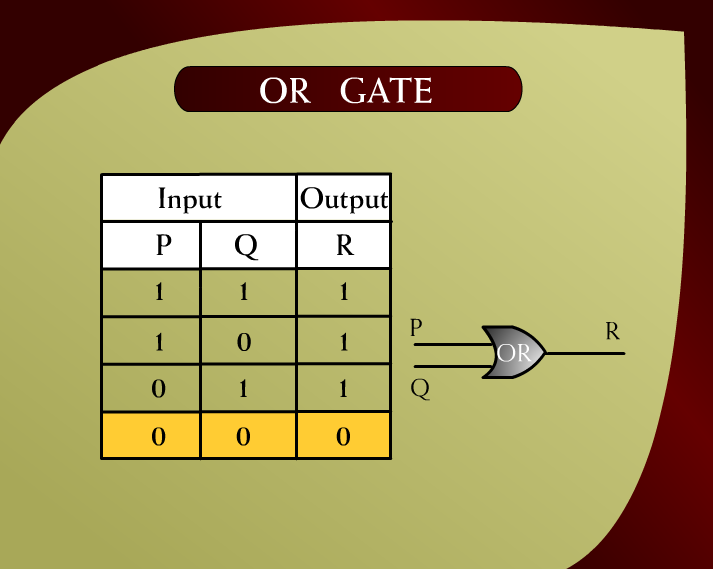 OR GATE
Input Output
P Q R
1 1 1
1 0 1
0 1 1
0 0 0
P
Q
OR
R